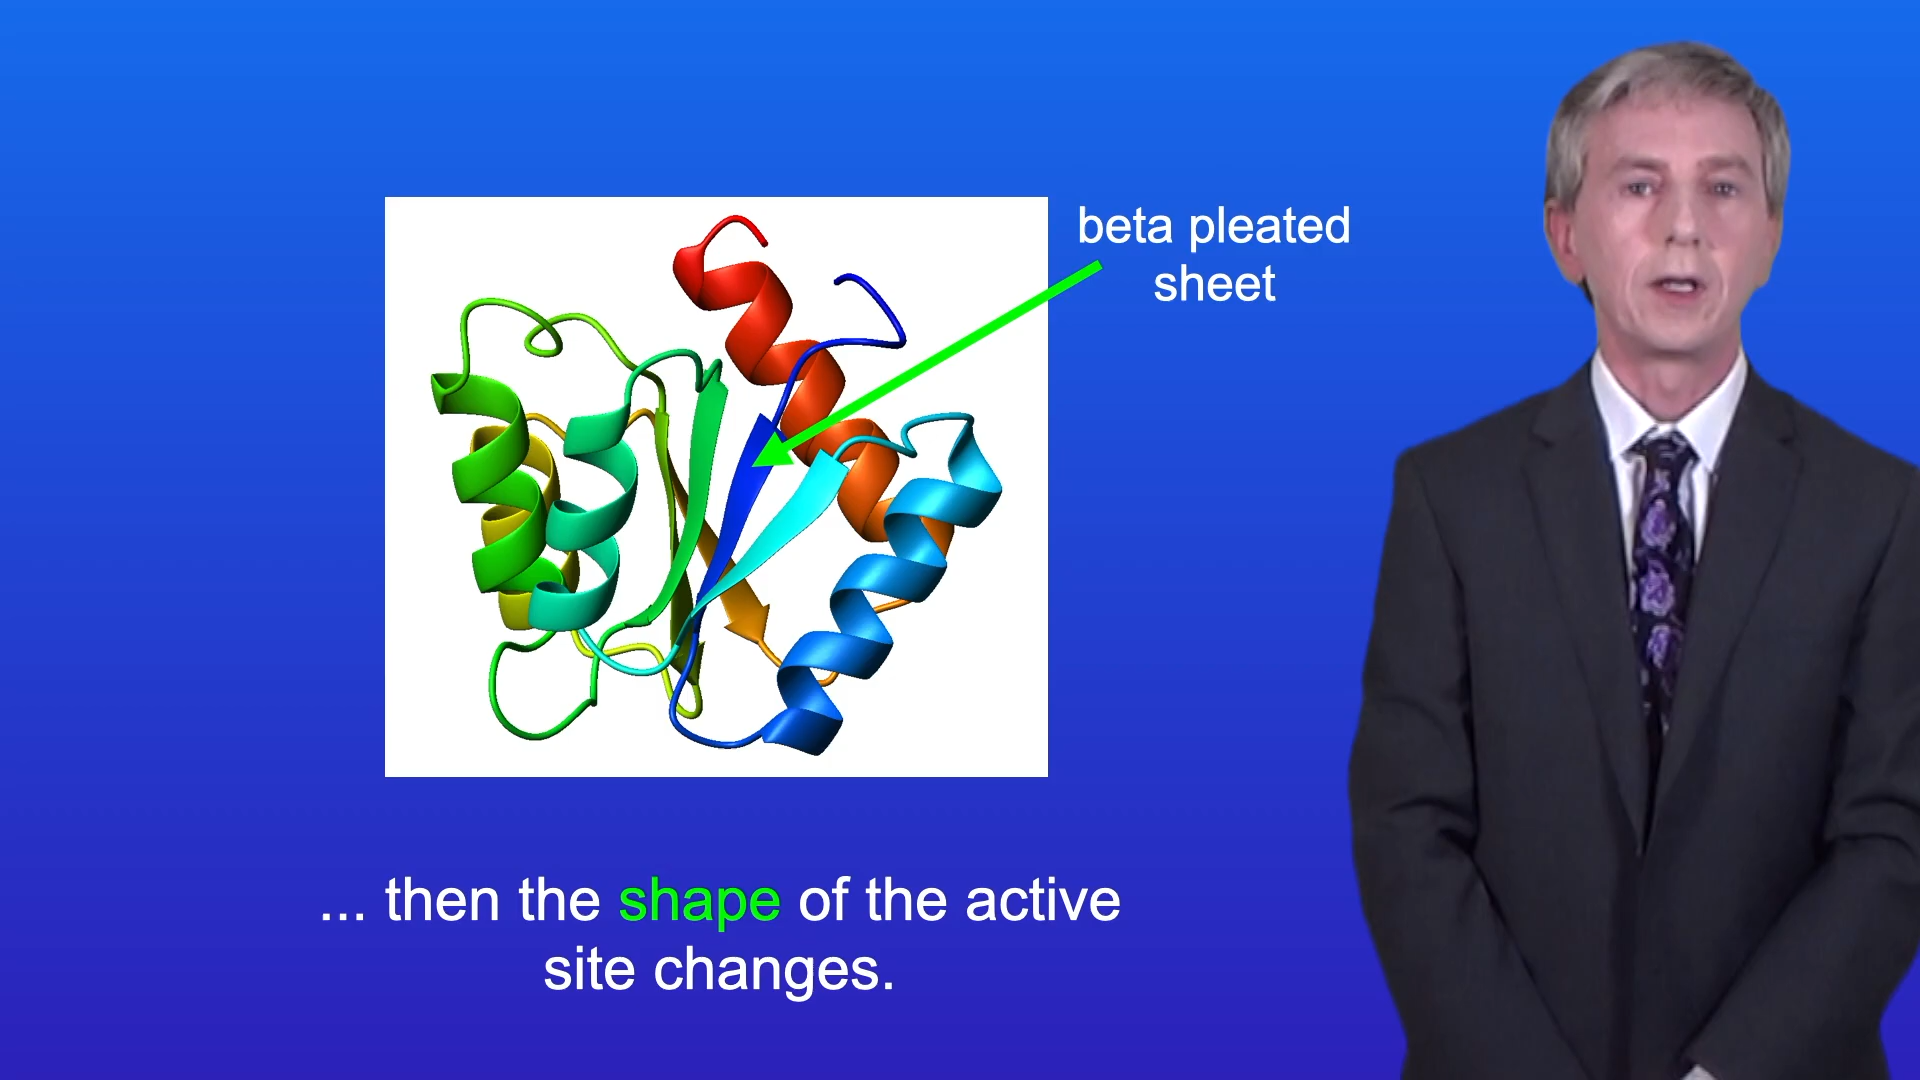 beta pleated
sheet
... then the shape of the active
site changes.